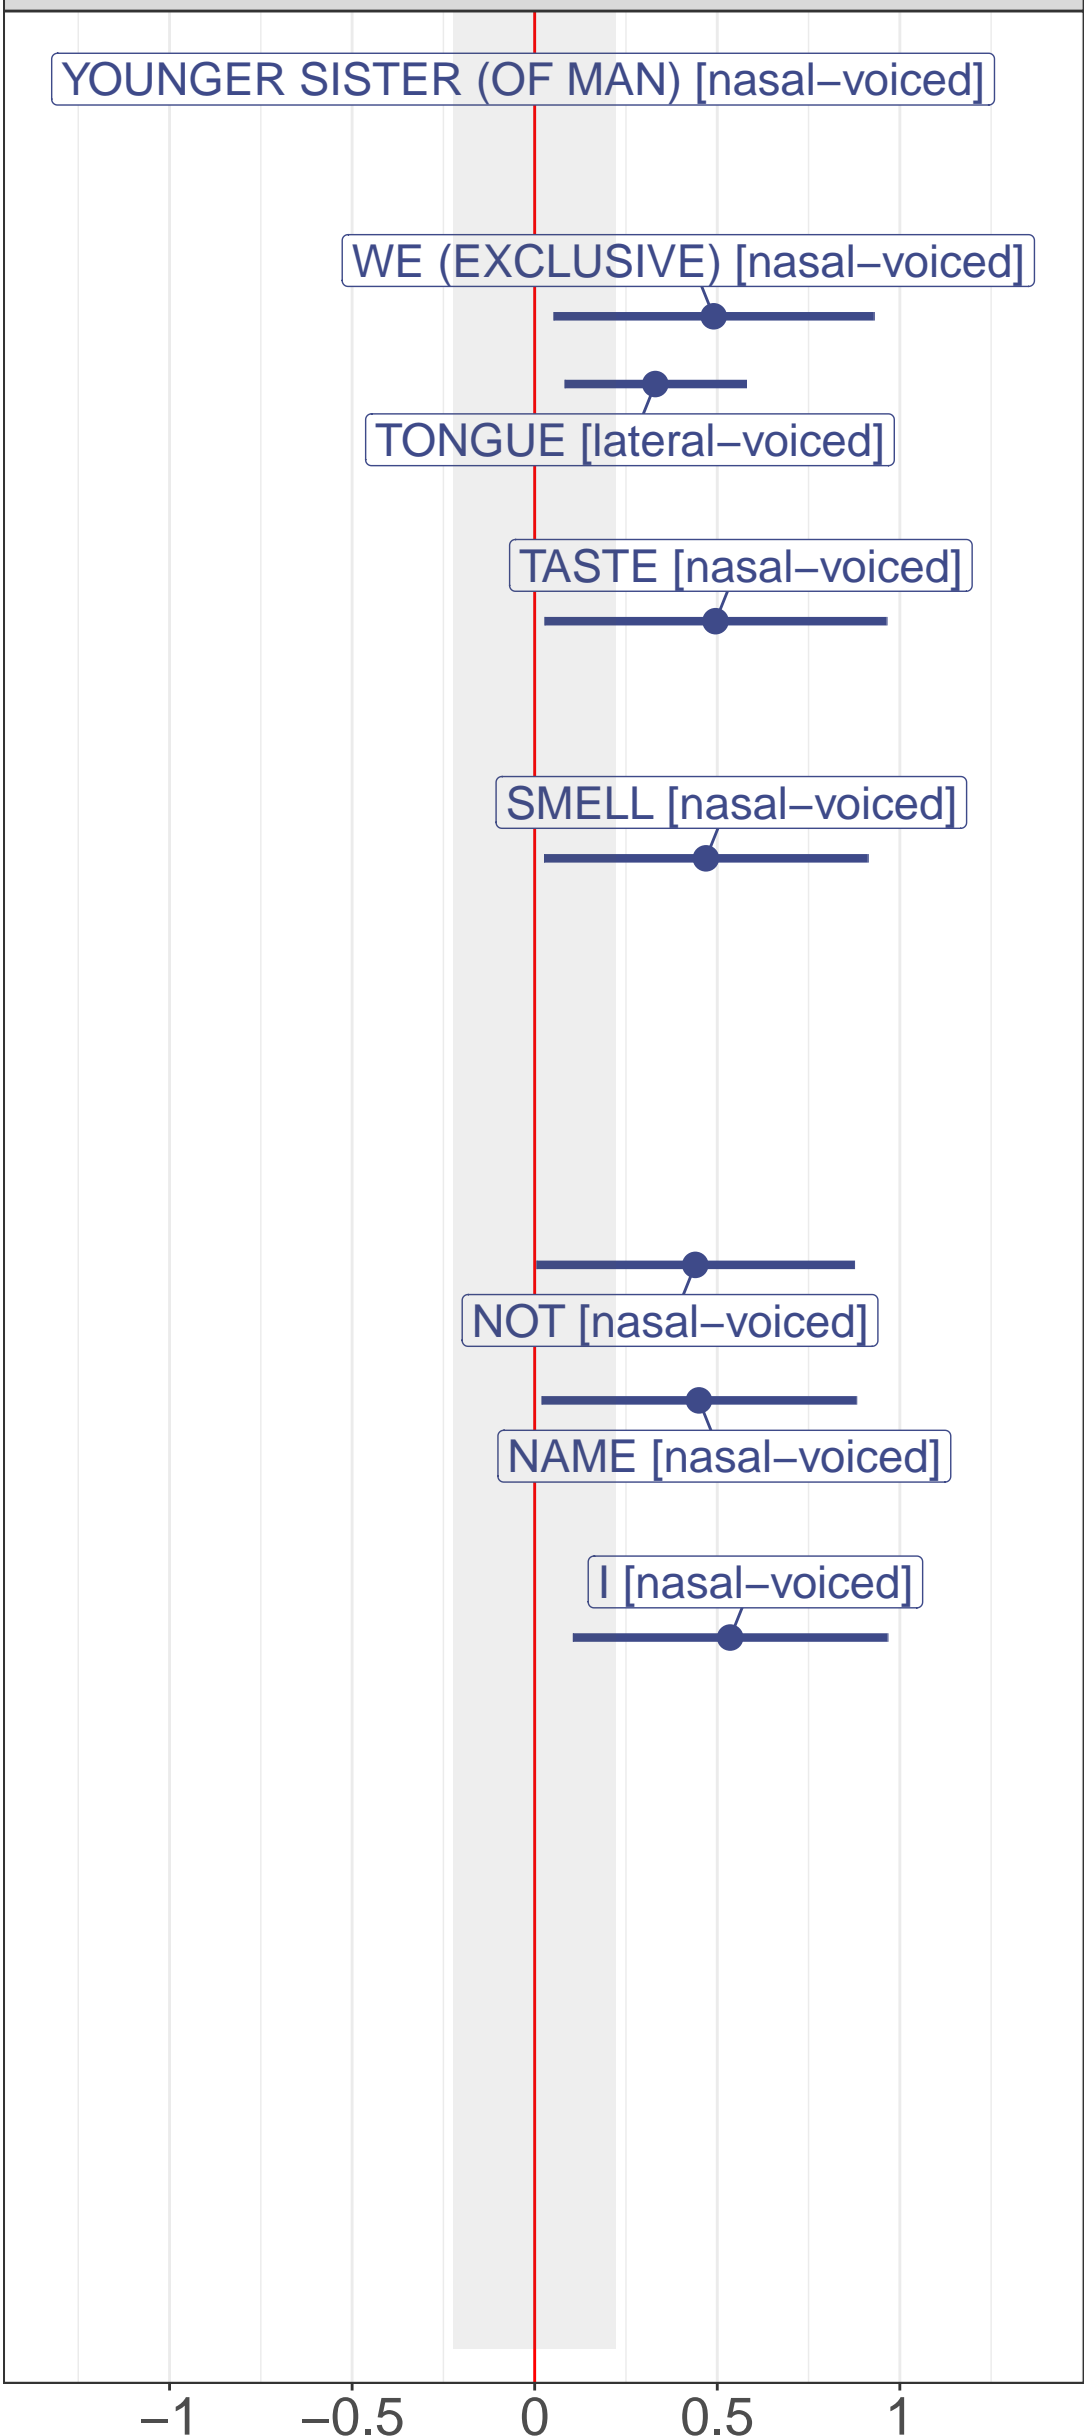 YOUNGER SISTER (OF MAN) [nasal–voiced]
WE (EXCLUSIVE) [nasal–voiced]
TONGUE [lateral–voiced]
TASTE [nasal–voiced]
SMELL [nasal–voiced]
NOT [nasal–voiced]
NAME [nasal–voiced]
I [nasal–voiced]
−1 −0.5 0 0.5 1